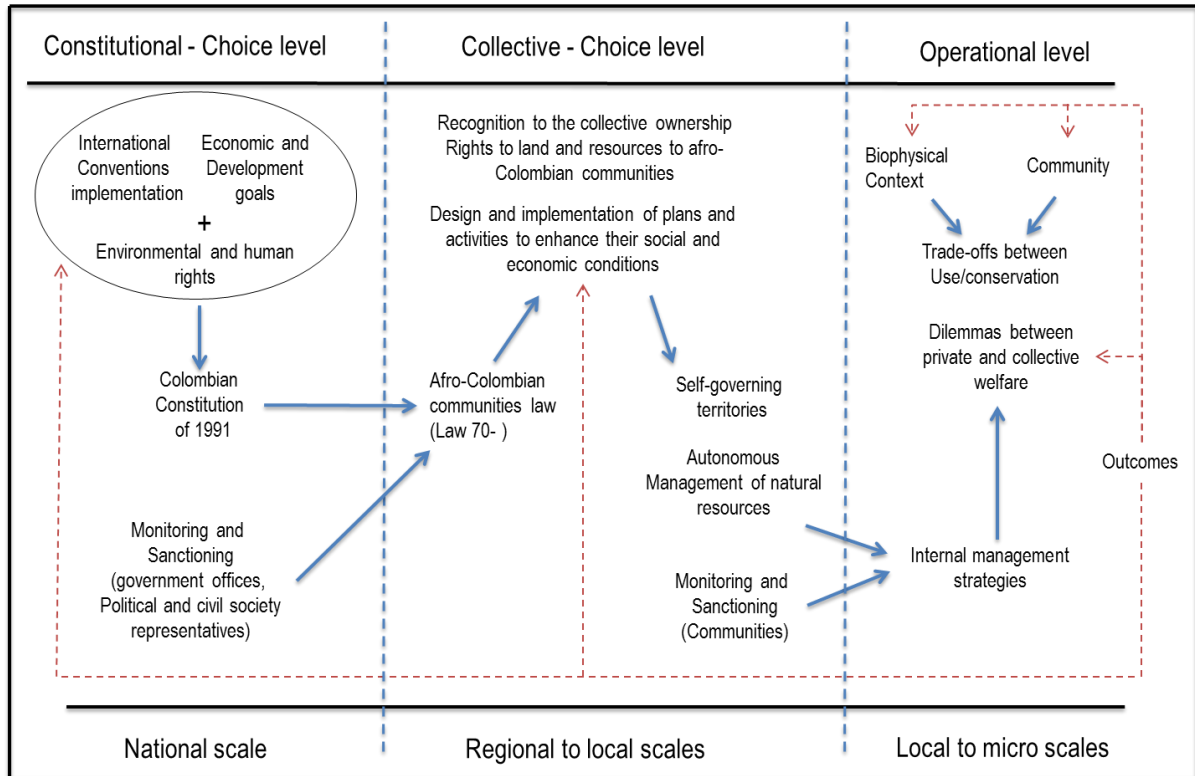 Constitutional - Choice level
Collective - Choice level
Operational level
International
Conventions
implementation
Economic and
Development
goals
+
Environmental and human
rights
Colombian
Constitution
of 1991
Monitoring and
Sanctioning
(government offices,
Political and civil society
representatives)
Recognition to the collective ownership
Rights to land and resources to afro-
Colombian communities
Design and implementation of plans and
activities to enhance their social and
economic conditions
Afro-Colombian
communities law
(Law 70- )
Self-governing
territories
Autonomous
Management of natural
resources
Monitoring and
Sanctioning
(Communities)
Biophysical
Context
Community
Trade-offs between
Use/conservation
Dilemmas between
private and collective
welfare
Outcomes
Internal management
strategies
National scale
Regional to local scales
Local to micro scales